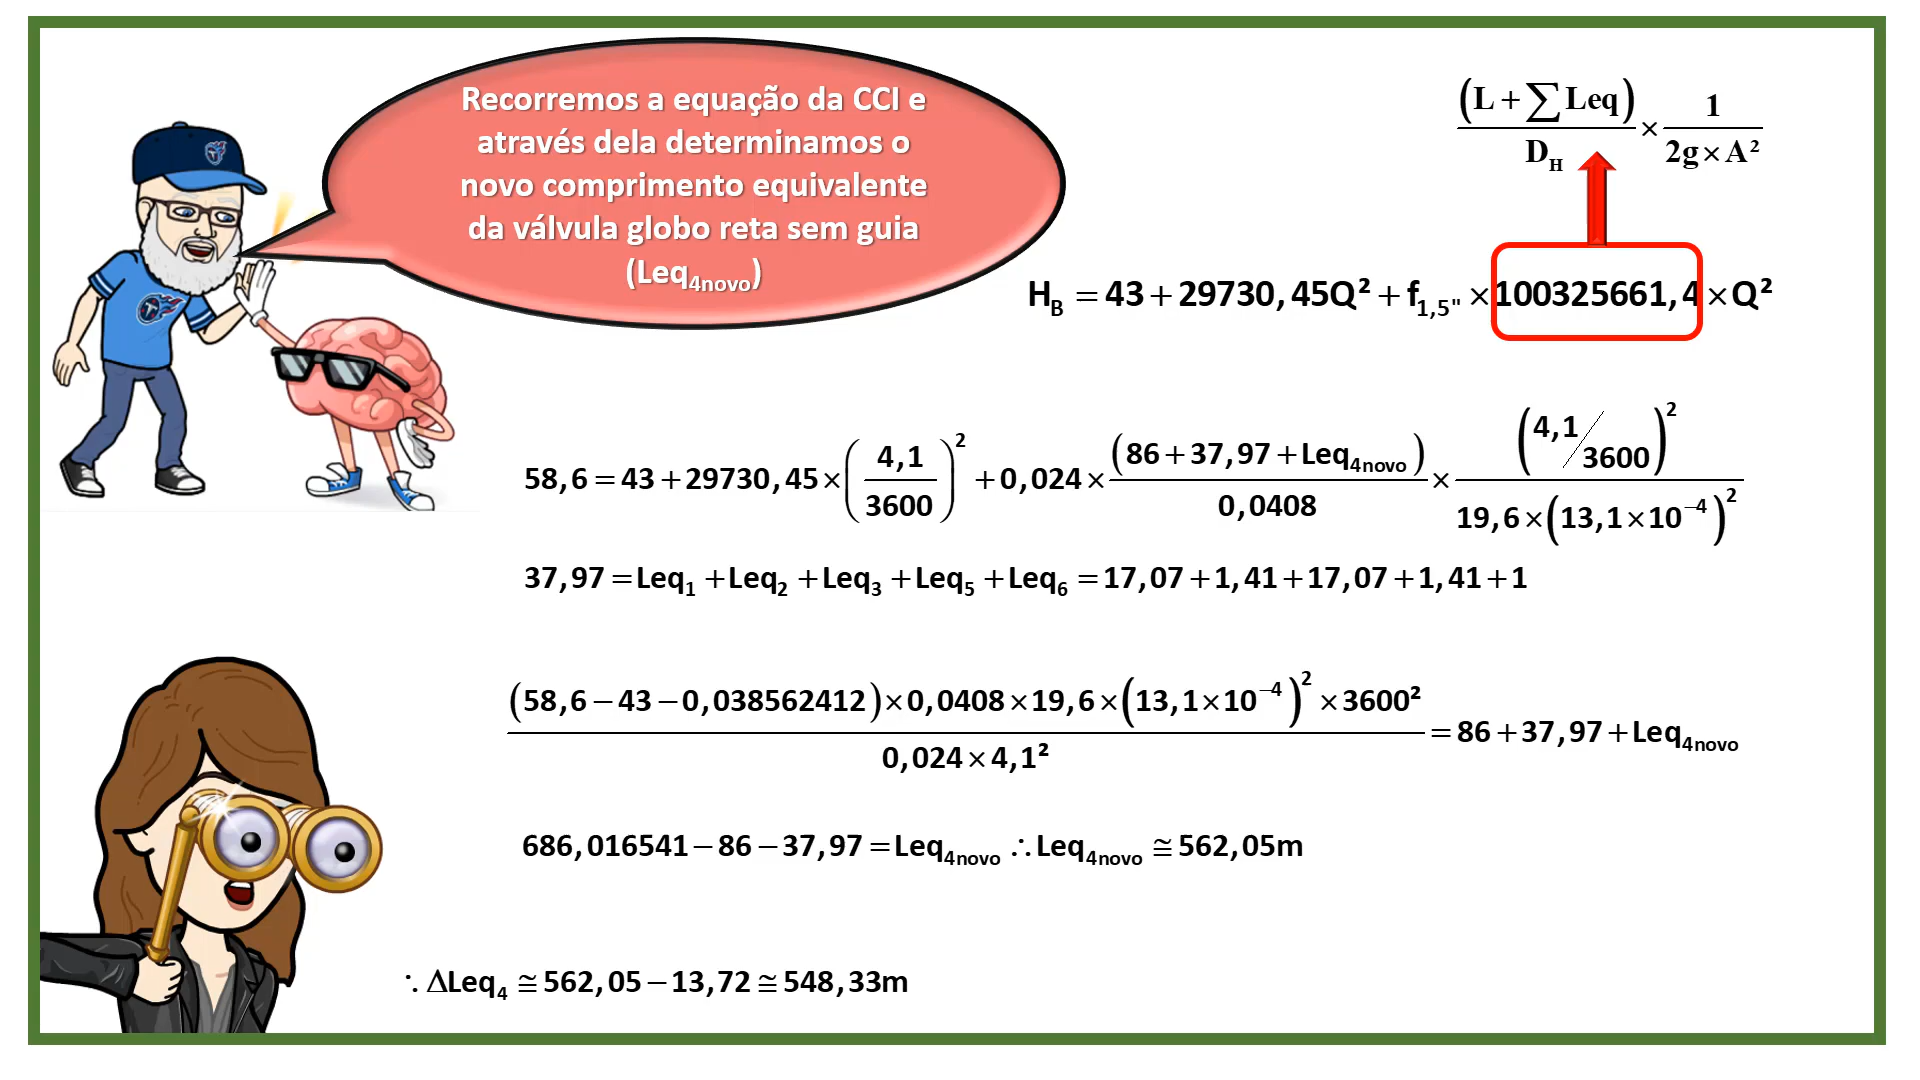 Recorremos a equação da CCI e
através dela determinamos o
novo comprimento equivalente
da válvula globo reta sem guia
(Leq₄novo)
(L + ∑Leq) / D_H × 1 / (2g × A²)
H_B = 43 + 29730,45Q² + f_1,5" × 100325661,4 × Q²
58,6 = 43 + 29730,45 × (4,1 / 3600)² + 0,024 × (86 + 37,97 + Leq₄novo) / 0,0408 × (4,1/3600)² / (19,6 × (13,1 × 10⁻⁴)²)
37,97 = Leq₁ + Leq₂ + Leq₃ + Leq₅ + Leq₆ = 17,07 + 1,41 + 17,07 + 1,41 + 1
(58,6 − 43 − 0,038562412) × 0,0408 × 19,6 × (13,1 × 10⁻⁴)² × 3600² / (0,024 × 4,1²) = 86 + 37,97 + Leq₄novo
686,016541 − 86 − 37,97 = Leq₄novo ∴ Leq₄novo ≅ 562,05m
∴ ΔLeq₄ ≅ 562,05 − 13,72 ≅ 548,33m